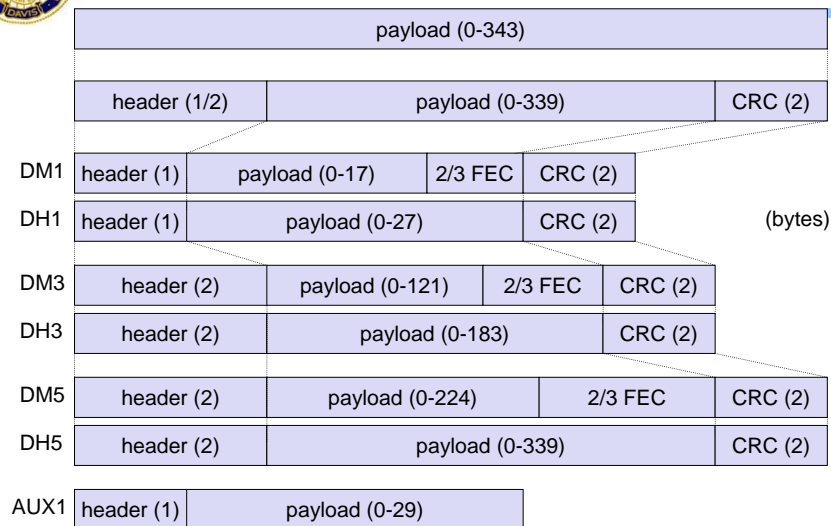 DAVIS
payload (0-343)
header (1/2) payload (0-339) CRC (2)
DM1 header (1) payload (0-17) 2/3 FEC CRC (2)
DH1 header (1) payload (0-27) CRC (2) (bytes)
DM3 header (2) payload (0-121) 2/3 FEC CRC (2)
DH3 header (2) payload (0-183) CRC (2)
DM5 header (2) payload (0-224) 2/3 FEC CRC (2)
DH5 header (2) payload (0-339) CRC (2)
AUX1 header (1) payload (0-29)